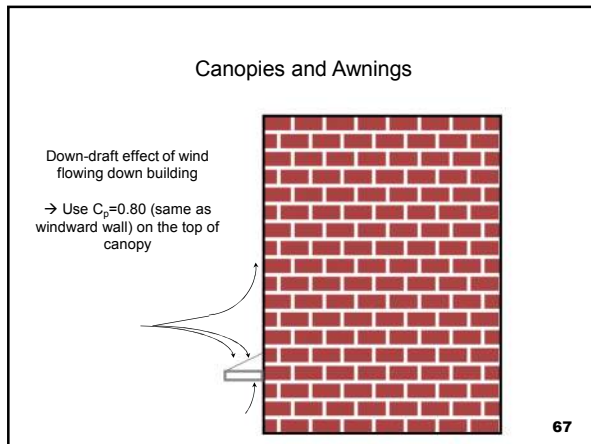 Canopies and Awnings
Down-draft effect of wind
flowing down building
→ Use Cp=0.80 (same as
windward wall) on the top of
canopy
67